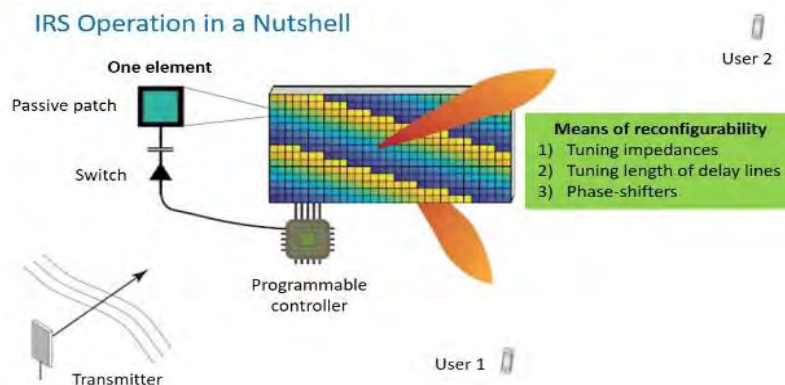 IRS Operation in a Nutshell
User 2
One element
Passive patch
Means of reconfigurability
1) Tuning impedances
2) Tuning length of delay lines
3) Phase-shifters
Switch
Programmable
controller
Transmitter
User 1